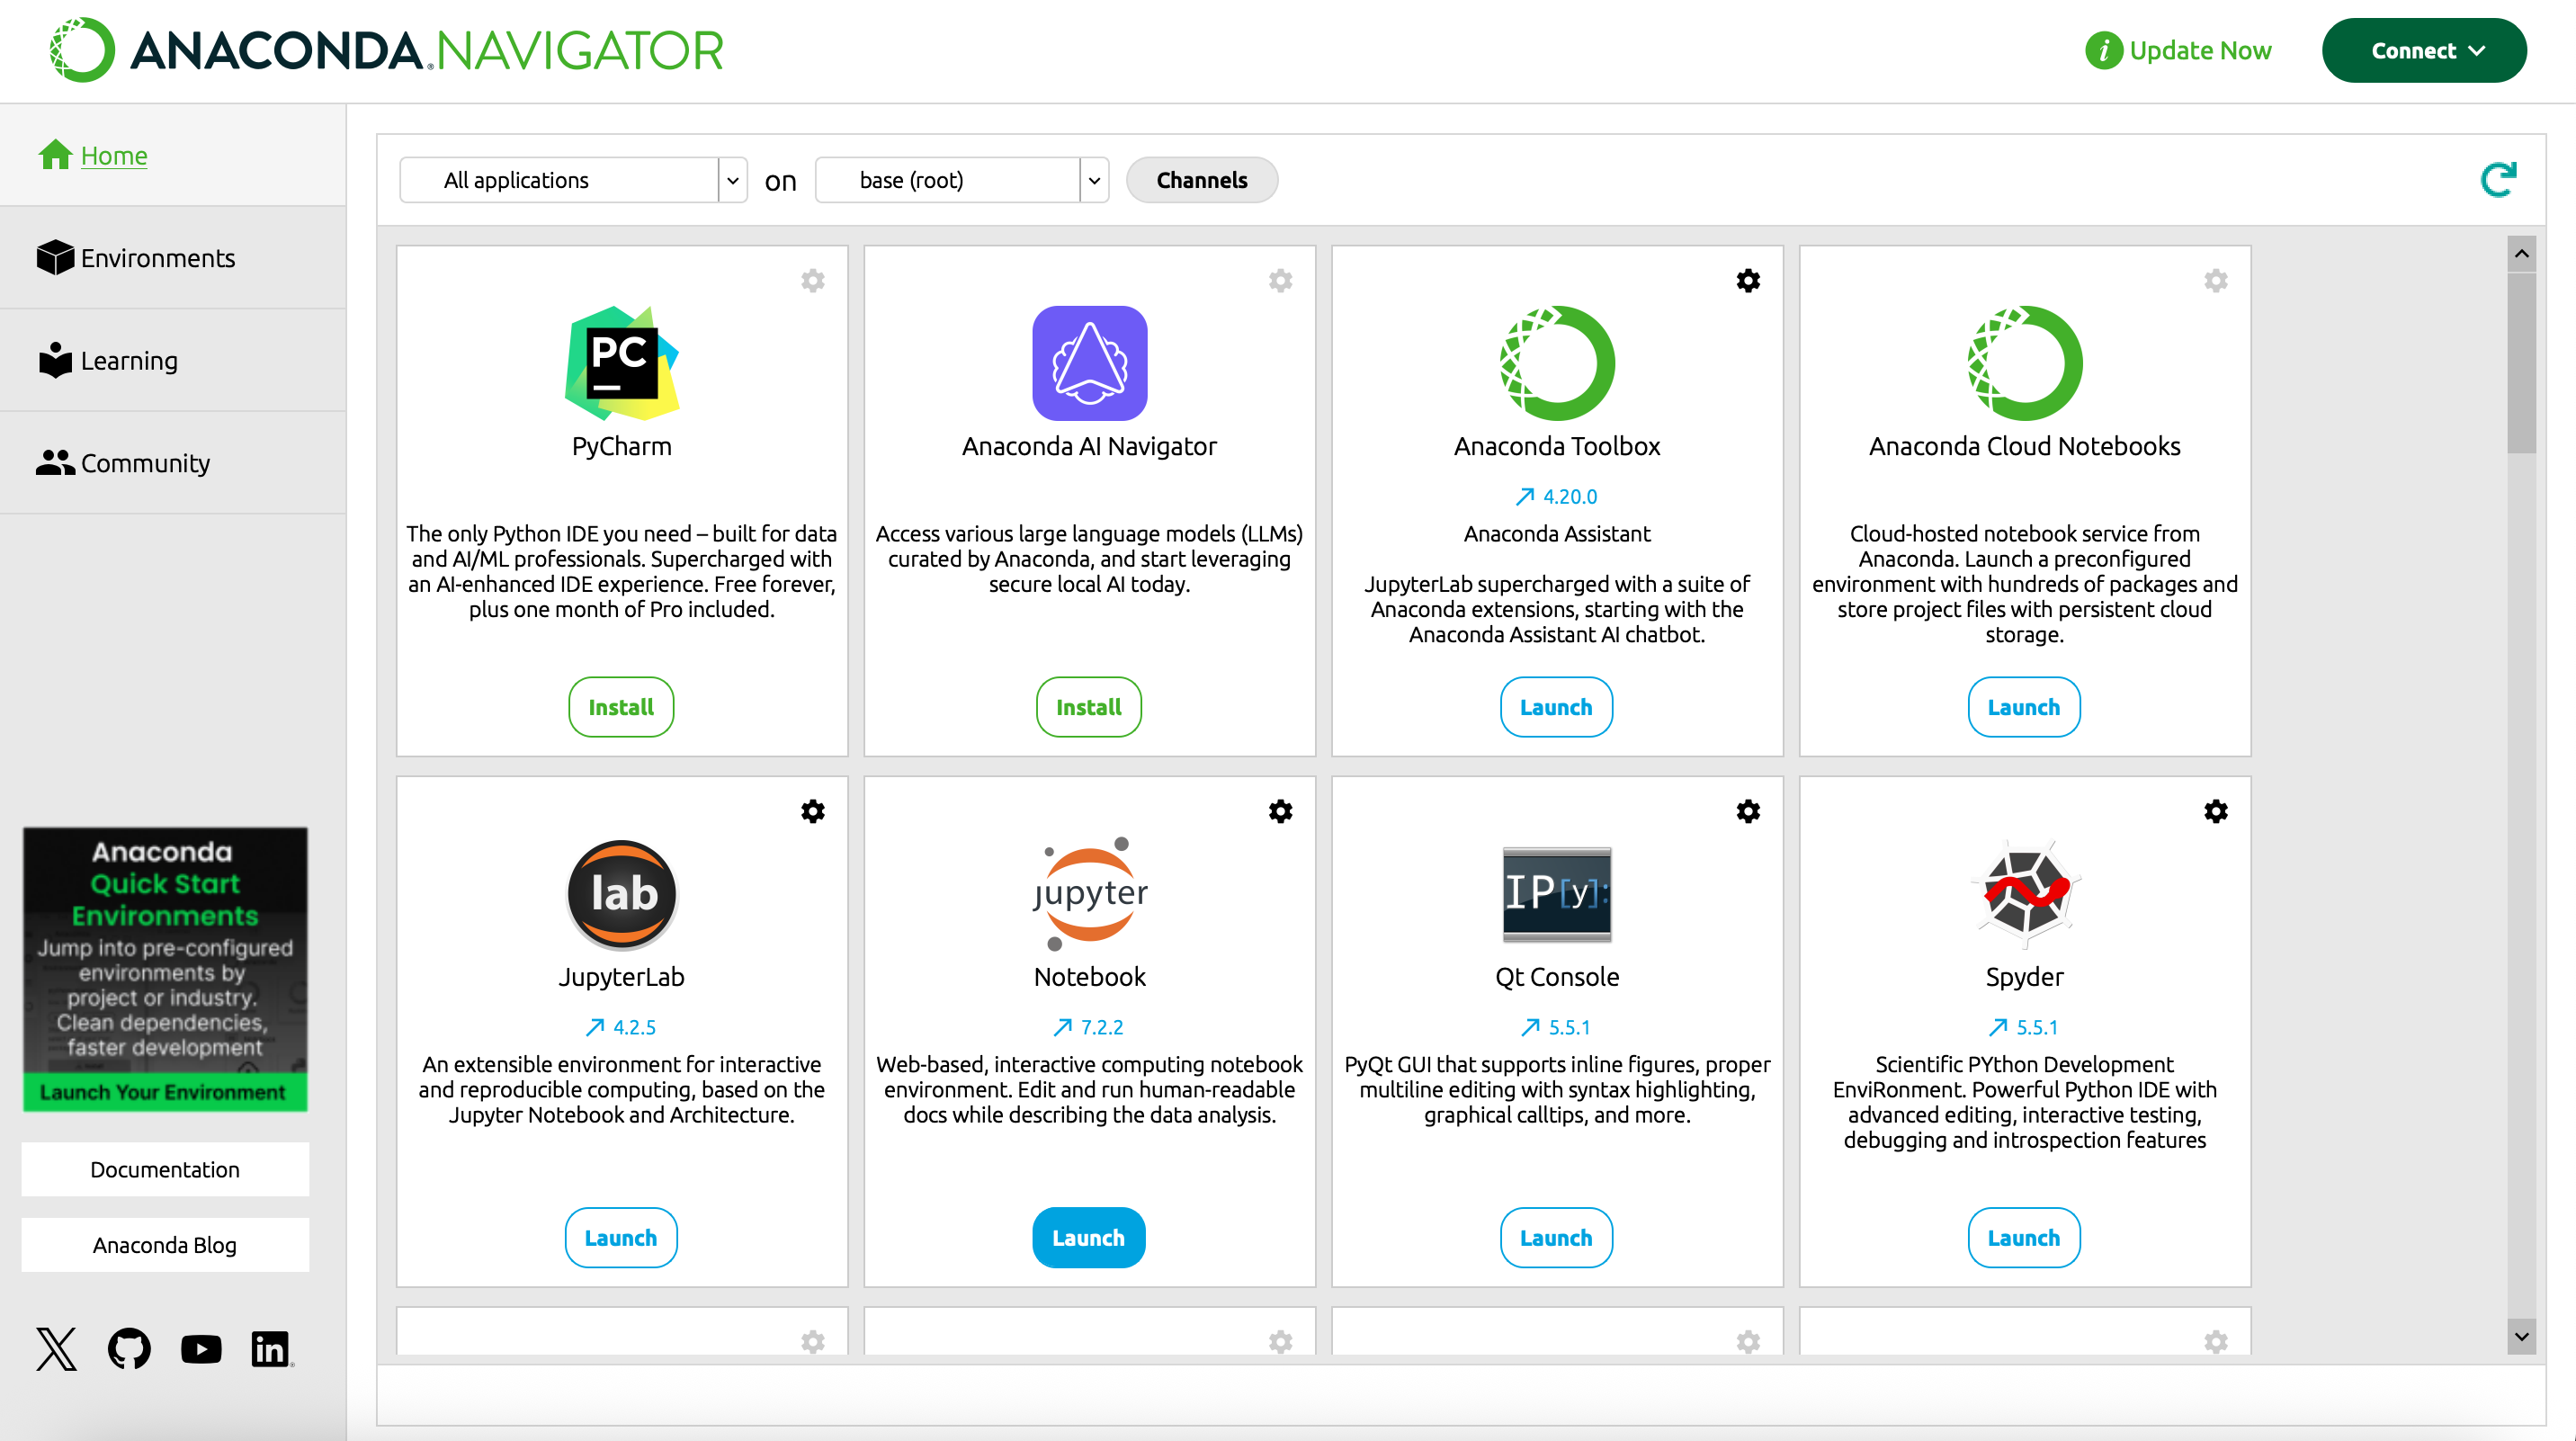 ANACONDA.NAVIGATOR
Update Now
Connect
Home
Environments
Learning
Community
All applications
on
base (root)
Channels
PC
PyCharm
The only Python IDE you need – built for data
and AI/ML professionals. Supercharged with
an AI-enhanced IDE experience. Free forever,
plus one month of Pro included.
Install
Anaconda AI Navigator
Access various large language models (LLMs)
curated by Anaconda, and start leveraging
secure local AI today.
Install
Anaconda Toolbox
4.20.0
Anaconda Assistant
JupyterLab supercharged with a suite of
Anaconda extensions, starting with the
Anaconda Assistant AI chatbot.
Launch
Anaconda Cloud Notebooks
Cloud-hosted notebook service from
Anaconda. Launch a preconfigured
environment with hundreds of packages and
store project files with persistent cloud
storage.
Launch
lab
JupyterLab
4.2.5
An extensible environment for interactive
and reproducible computing, based on the
Jupyter Notebook and Architecture.
Launch
jupyter
Notebook
7.2.2
Web-based, interactive computing notebook
environment. Edit and run human-readable
docs while describing the data analysis.
Launch
IP[y]:
Qt Console
5.5.1
PyQt GUI that supports inline figures, proper
multiline editing with syntax highlighting,
graphical calltips, and more.
Launch
Spyder
5.5.1
Scientific PYthon Development
EnviRonment. Powerful Python IDE with
advanced editing, interactive testing,
debugging and introspection features
Launch
Anaconda
Quick Start
Environments
Jump into pre-configured
environments by
project or industry.
Clean dependencies,
faster development
Launch Your Environment
Documentation
Anaconda Blog
in